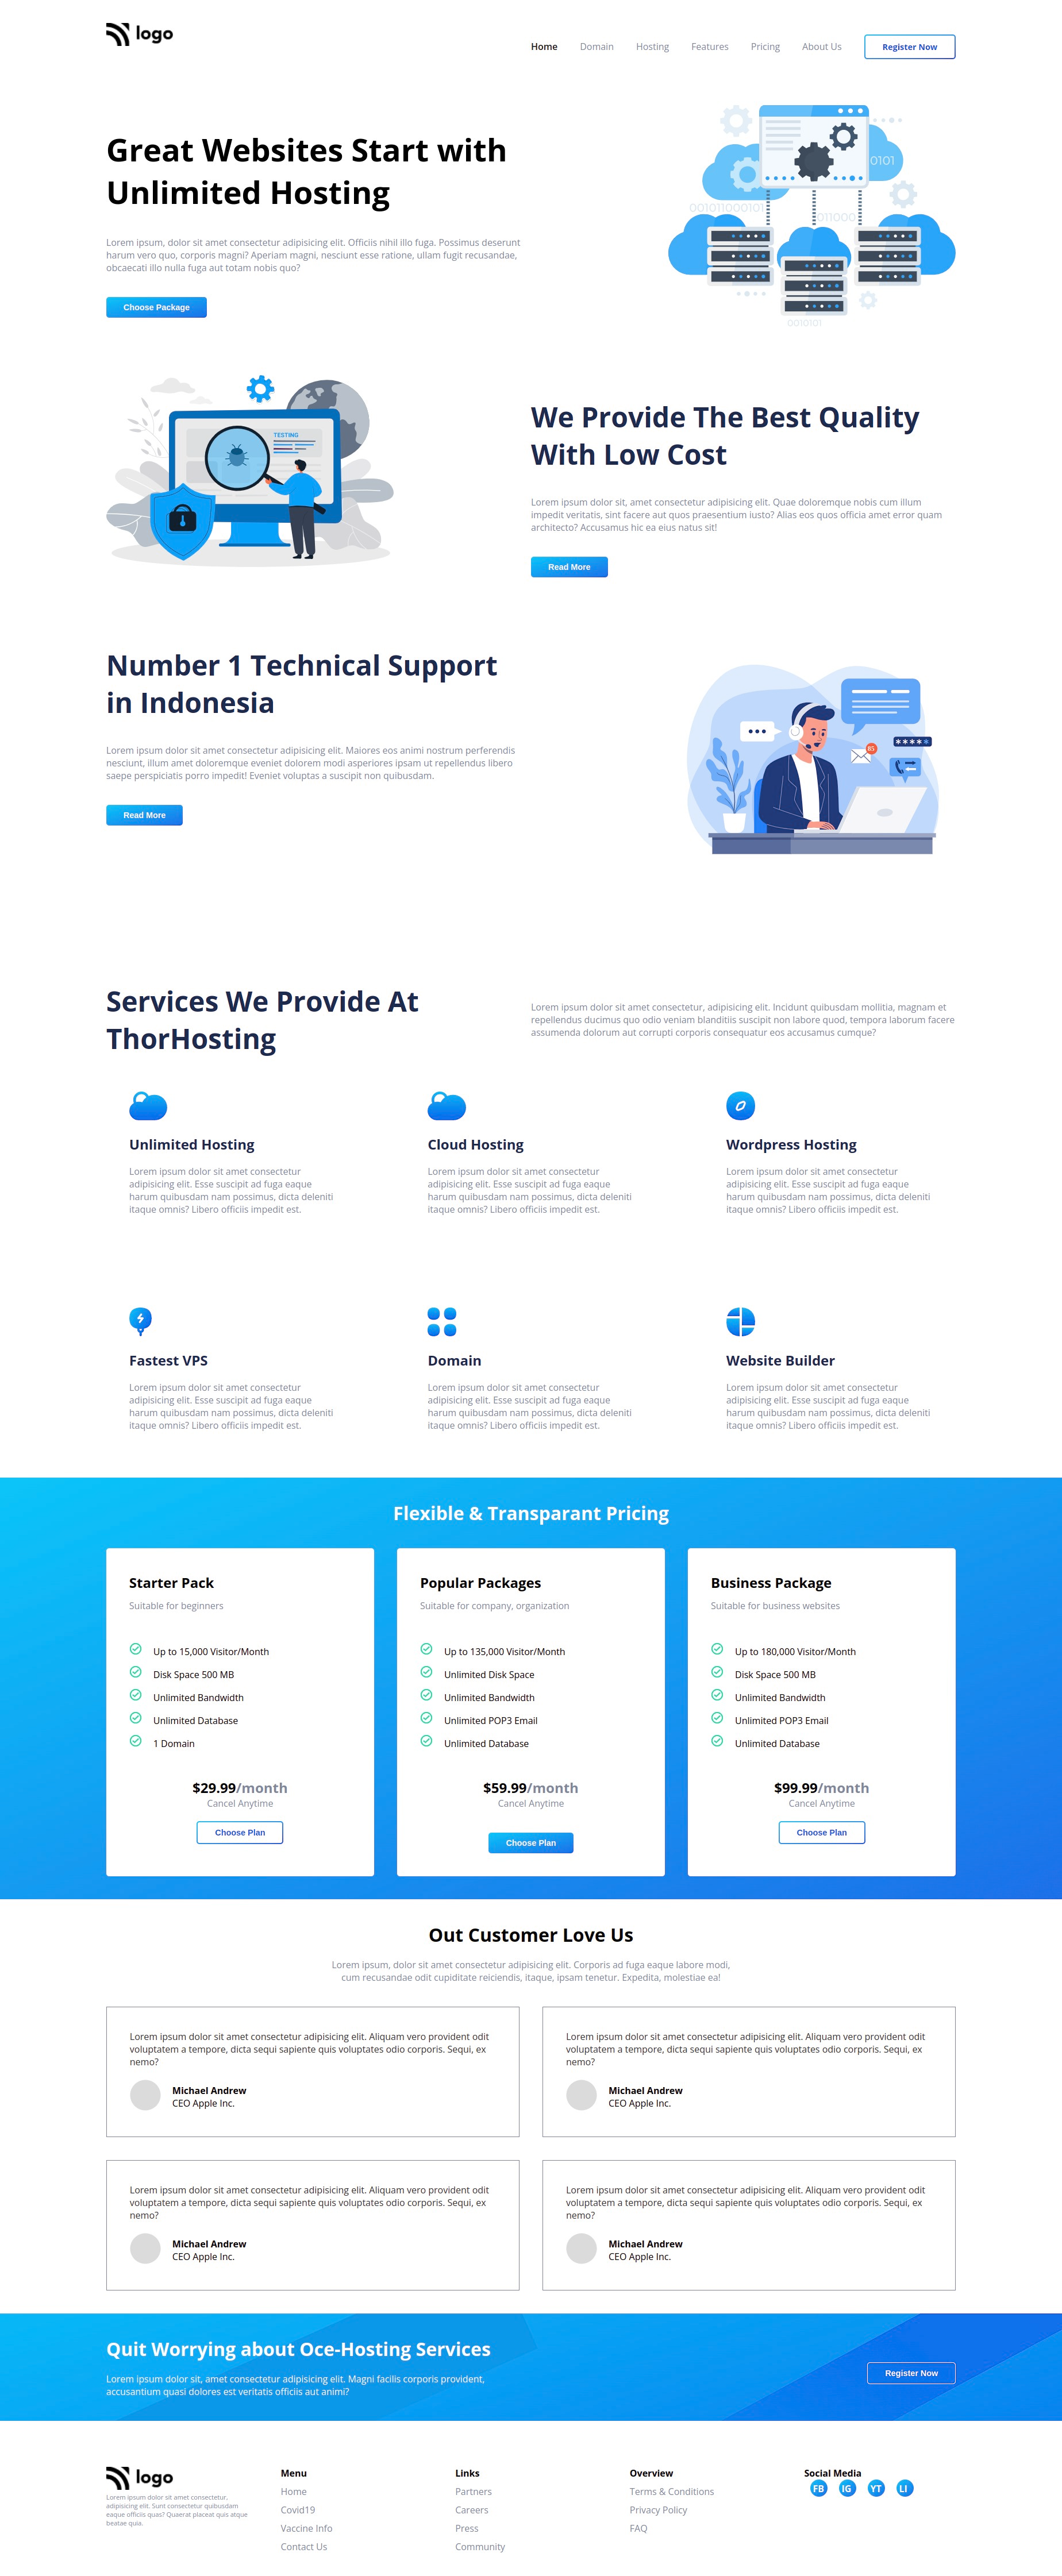 logo
Home Domain Hosting Features Pricing About Us Register Now
Great Websites Start with
Unlimited Hosting
Lorem ipsum, dolor sit amet consectetur adipisicing elit. Officiis nihil illo fuga. Possimus deserunt
harum vero quo, corporis magni? Aperiam magni, nesciunt esse ratione, ullam fugit recusandae,
obcaecati illo nulla fuga aut totam nobis quo?
Choose Package
0101
001011000101
011000
0010101
TESTING
We Provide The Best Quality
With Low Cost
Lorem ipsum dolor sit, amet consectetur adipisicing elit. Quae doloremque nobis cum illum
impedit veritatis, sint facere aut quos praesentium iusto? Alias eos quos officia amet error quam
architecto? Accusamus hic ea eius natus sit!
Read More
Number 1 Technical Support
in Indonesia
Lorem ipsum dolor sit amet consectetur adipisicing elit. Maiores eos animi nostrum perferendis
nesciunt, illum amet doloremque eveniet dolorem modi asperiores ipsam ut repellendus libero
saepe perspiciatis porro impedit! Eveniet voluptas a suscipit non quibusdam.
Read More
85
*****
Services We Provide At
ThorHosting
Lorem ipsum dolor sit amet consectetur, adipisicing elit. Incidunt quibusdam mollitia, magnam et
repellendus ducimus quo odio veniam blanditiis suscipit non labore quod, tempora laborum facere
assumenda dolorum aut corrupti corporis consequatur eos accusamus cumque?
Unlimited Hosting
Lorem ipsum dolor sit amet consectetur
adipisicing elit. Esse suscipit ad fuga eaque
harum quibusdam nam possimus, dicta deleniti
itaque omnis? Libero officiis impedit est.
Cloud Hosting
Lorem ipsum dolor sit amet consectetur
adipisicing elit. Esse suscipit ad fuga eaque
harum quibusdam nam possimus, dicta deleniti
itaque omnis? Libero officiis impedit est.
Wordpress Hosting
Lorem ipsum dolor sit amet consectetur
adipisicing elit. Esse suscipit ad fuga eaque
harum quibusdam nam possimus, dicta deleniti
itaque omnis? Libero officiis impedit est.
Fastest VPS
Lorem ipsum dolor sit amet consectetur
adipisicing elit. Esse suscipit ad fuga eaque
harum quibusdam nam possimus, dicta deleniti
itaque omnis? Libero officiis impedit est.
Domain
Lorem ipsum dolor sit amet consectetur
adipisicing elit. Esse suscipit ad fuga eaque
harum quibusdam nam possimus, dicta deleniti
itaque omnis? Libero officiis impedit est.
Website Builder
Lorem ipsum dolor sit amet consectetur
adipisicing elit. Esse suscipit ad fuga eaque
harum quibusdam nam possimus, dicta deleniti
itaque omnis? Libero officiis impedit est.
Flexible & Transparant Pricing
Starter Pack
Suitable for beginners
Up to 15,000 Visitor/Month
Disk Space 500 MB
Unlimited Bandwidth
Unlimited Database
1 Domain
$29.99/month
Cancel Anytime
Choose Plan
Popular Packages
Suitable for company, organization
Up to 135,000 Visitor/Month
Unlimited Disk Space
Unlimited Bandwidth
Unlimited POP3 Email
Unlimited Database
$59.99/month
Cancel Anytime
Choose Plan
Business Package
Suitable for business websites
Up to 180,000 Visitor/Month
Disk Space 500 MB
Unlimited Bandwidth
Unlimited POP3 Email
Unlimited Database
$99.99/month
Cancel Anytime
Choose Plan
Out Customer Love Us
Lorem ipsum, dolor sit amet consectetur adipisicing elit. Corporis ad fuga eaque labore modi,
cum recusandae odit cupiditate reiciendis, itaque, ipsam tenetur. Expedita, molestiae ea!
Lorem ipsum dolor sit amet consectetur adipisicing elit. Aliquam vero provident odit
voluptatem a tempore, dicta sequi sapiente quis voluptates odio corporis. Sequi, ex
nemo?
Michael Andrew
CEO Apple Inc.
Lorem ipsum dolor sit amet consectetur adipisicing elit. Aliquam vero provident odit
voluptatem a tempore, dicta sequi sapiente quis voluptates odio corporis. Sequi, ex
nemo?
Michael Andrew
CEO Apple Inc.
Lorem ipsum dolor sit amet consectetur adipisicing elit. Aliquam vero provident odit
voluptatem a tempore, dicta sequi sapiente quis voluptates odio corporis. Sequi, ex
nemo?
Michael Andrew
CEO Apple Inc.
Lorem ipsum dolor sit amet consectetur adipisicing elit. Aliquam vero provident odit
voluptatem a tempore, dicta sequi sapiente quis voluptates odio corporis. Sequi, ex
nemo?
Michael Andrew
CEO Apple Inc.
Quit Worrying about Oce-Hosting Services
Lorem ipsum dolor sit, amet consectetur adipisicing elit. Magni facilis corporis provident,
accusantium quasi dolores est veritatis officiis aut animi?
Register Now
logo
Lorem ipsum dolor sit amet consectetur,
adipisicing elit. Sunt consectetur quibusdam
eaque officiis quas? Quaerat placeat quis atque
beatae quia.
Menu
Home
Covid19
Vaccine Info
Contact Us
Links
Partners
Careers
Press
Community
Overview
Terms & Conditions
Privacy Policy
FAQ
Social Media
FB IG YT LI